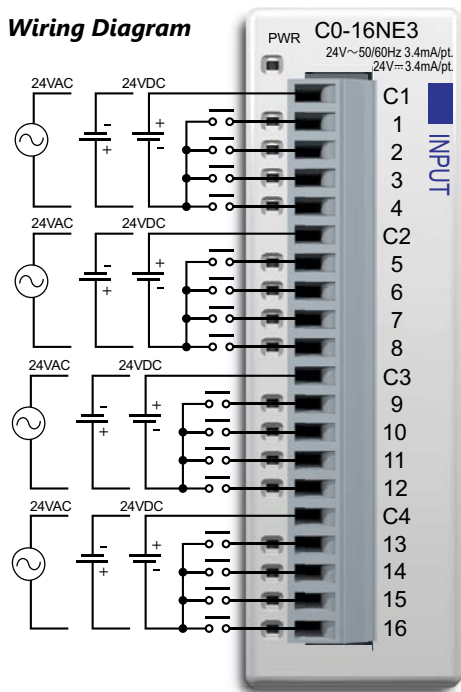 Wiring Diagram
PWR C0-16NE3
24V~50/60Hz 3.4mA/pt.
24V⎓3.4mA/pt.
INPUT
24VAC 24VDC C1
- + 1
+ - 2
3
4
24VAC 24VDC C2
- + 5
+ - 6
7
8
24VAC 24VDC C3
- + 9
+ - 10
11
12
24VAC 24VDC C4
- + 13
+ - 14
15
16